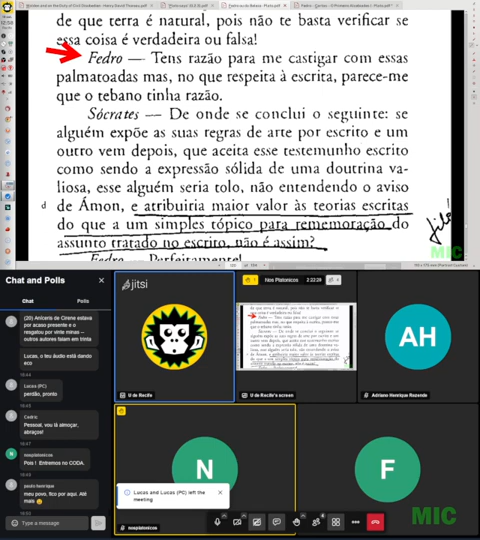 de que terra é natural, pois não te basta verificar se
essa coisa é verdadeira ou falsa!
Fedro — Tens razão para me castigar com essas
palmatoadas mas, no que respeita à escrita, parece-me
que o tebano tinha razão.
Sócrates — De onde se conclui o seguinte: se
alguém expõe as suas regras de arte por escrito e um
outro vem depois, que aceita esse testemunho escrito
como sendo a expressão sólida de uma doutrina va-
liosa, esse alguém seria tolo, não entendendo o aviso
d de Ámon, e atribuiria maior valor às teorias escritas
do que a um simples tópico para rememoração do
assunto tratado no escrito, não é assim?
Fedro — Perfeitamente!
MIC
Chat and Polls
Chat
Polls
(20) Aníceris de Cirene estava
por acaso presente e o
resgatou por vinte minas —
outros autores falam em trinta
Lucas, o teu áudio está dando
eco
Lucas (PC)
perdão, pronto
Cedric
Pessoal, vou lá almoçar,
abraços!
N
neoplatonicos
Pois ! Entremos no CODA.
paulo henrique
meu povo, fico por aqui. Até
mais
Type a message
jitsi
Nos Platonicos
2:22:28
U de Recife
U de Recife's screen
AH
Adriano Henrique Rezende
N
F
Lucas and Lucas (PC) left the
meeting
neoplatonicos
MIC